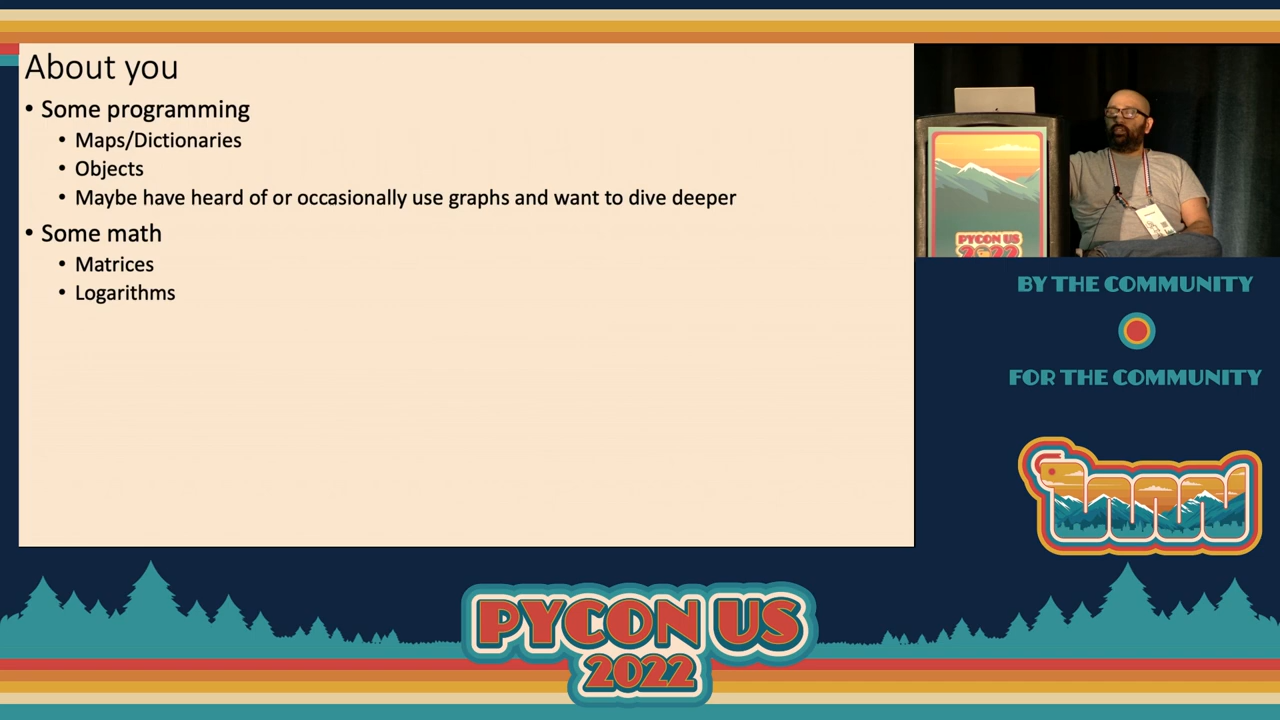 About you
• Some programming
• Maps/Dictionaries
• Objects
• Maybe have heard of or occasionally use graphs and want to dive deeper
• Some math
• Matrices
• Logarithms
PYCON US
2022
BY THE COMMUNITY
FOR THE COMMUNITY
PYCON US
2022